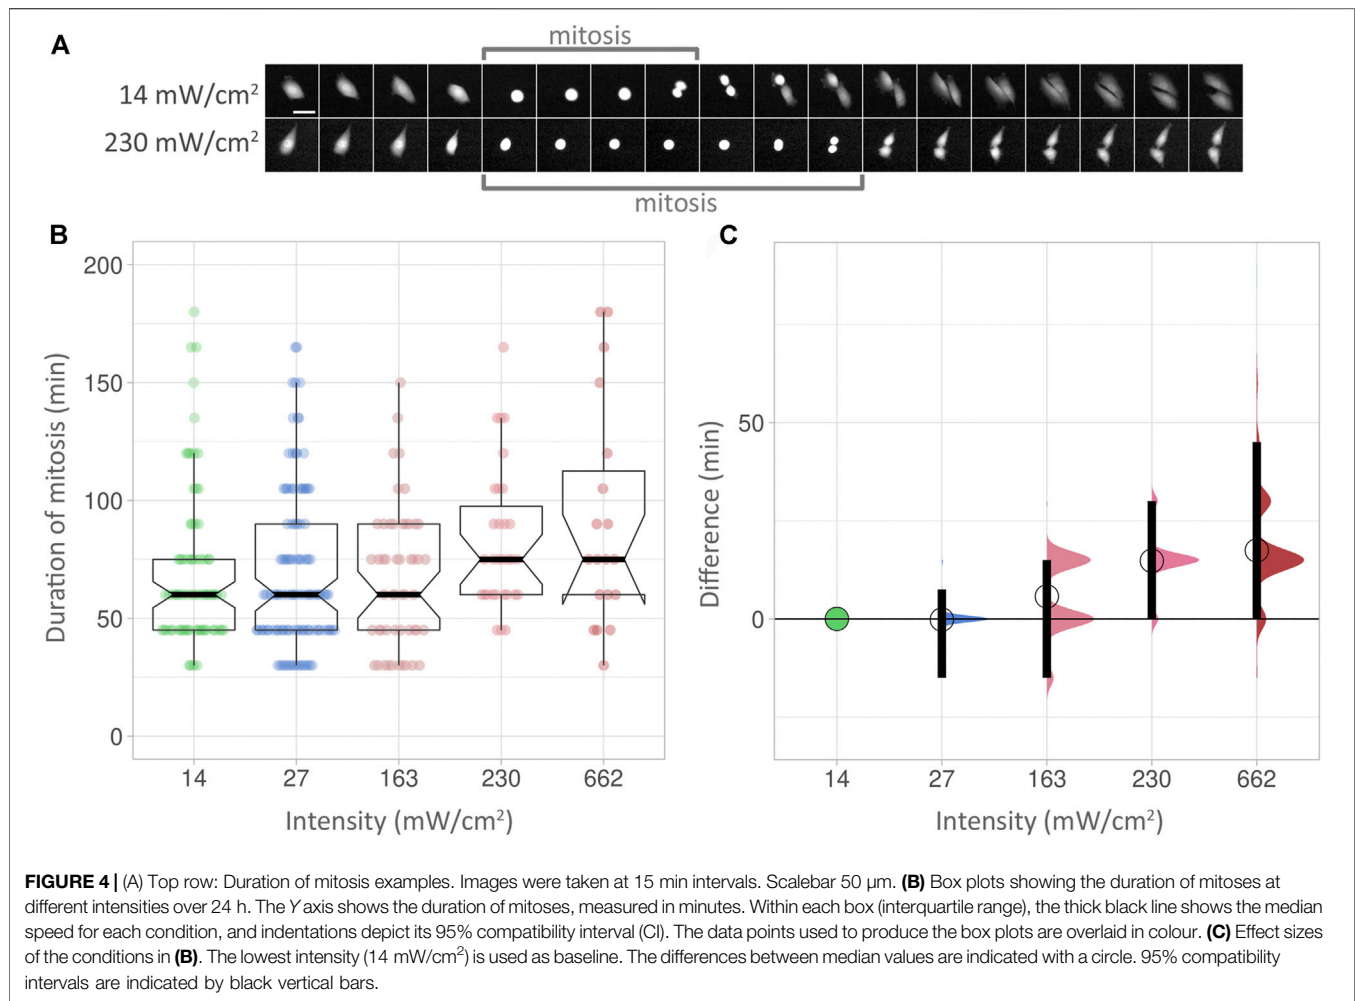 A
mitosis
14 mW/cm²
230 mW/cm²
mitosis
B
Duration of mitosis (min)
200
150
100
50
0
14 27 163 230 662
Intensity (mW/cm²)
C
Difference (min)
50
0
14 27 163 230 662
Intensity (mW/cm²)
FIGURE 4 | (A) Top row: Duration of mitosis examples. Images were taken at 15 min intervals. Scalebar 50 µm. (B) Box plots showing the duration of mitoses at
different intensities over 24 h. The Y axis shows the duration of mitoses, measured in minutes. Within each box (interquartile range), the thick black line shows the median
speed for each condition, and indentations depict its 95% compatibility interval (CI). The data points used to produce the box plots are overlaid in colour. (C) Effect sizes
of the conditions in (B). The lowest intensity (14 mW/cm²) is used as baseline. The differences between median values are indicated with a circle. 95% compatibility
intervals are indicated by black vertical bars.